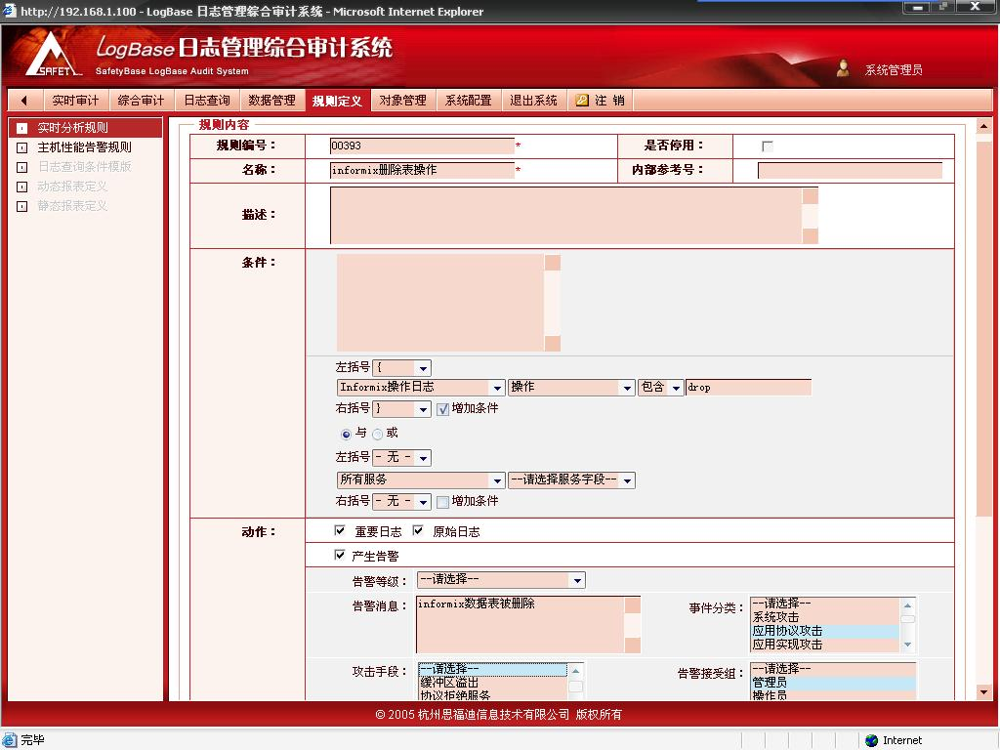 http://192.168.1.100 - LogBase 日志管理综合审计系统 - Microsoft Internet Explorer
SAFET
LogBase 日志管理综合审计系统
SafetyBase LogBase Audit System
系统管理员
实时审计 综合审计 日志查询 数据管理 规则定义 对象管理 系统配置 退出系统 注 销
实时分析规则
主机性能告警规则
日志查询条件模版
动态报表定义
静态报表定义
规则内容
规则编号： 00393 * 是否停用：
名称： informix删除表操作 * 内部参考号：
描述：
条件：
左括号 {
Informix操作日志 操作 包含 drop
右括号 } 增加条件
与 或
左括号 - 无 -
所有服务 --请选择服务字段--
右括号 - 无 - 增加条件
动作： 重要日志 原始日志
产生告警
告警等级： --请选择--
告警消息： informix数据表被删除 事件分类： --请选择--
系统攻击
应用协议攻击
应用实现攻击
攻击手段： --请选择-- 告警接受组： --请选择--
缓冲区溢出 管理员
协议拒绝服务 操作员
© 2005 杭州思福迪信息技术有限公司 版权所有
完毕 Internet